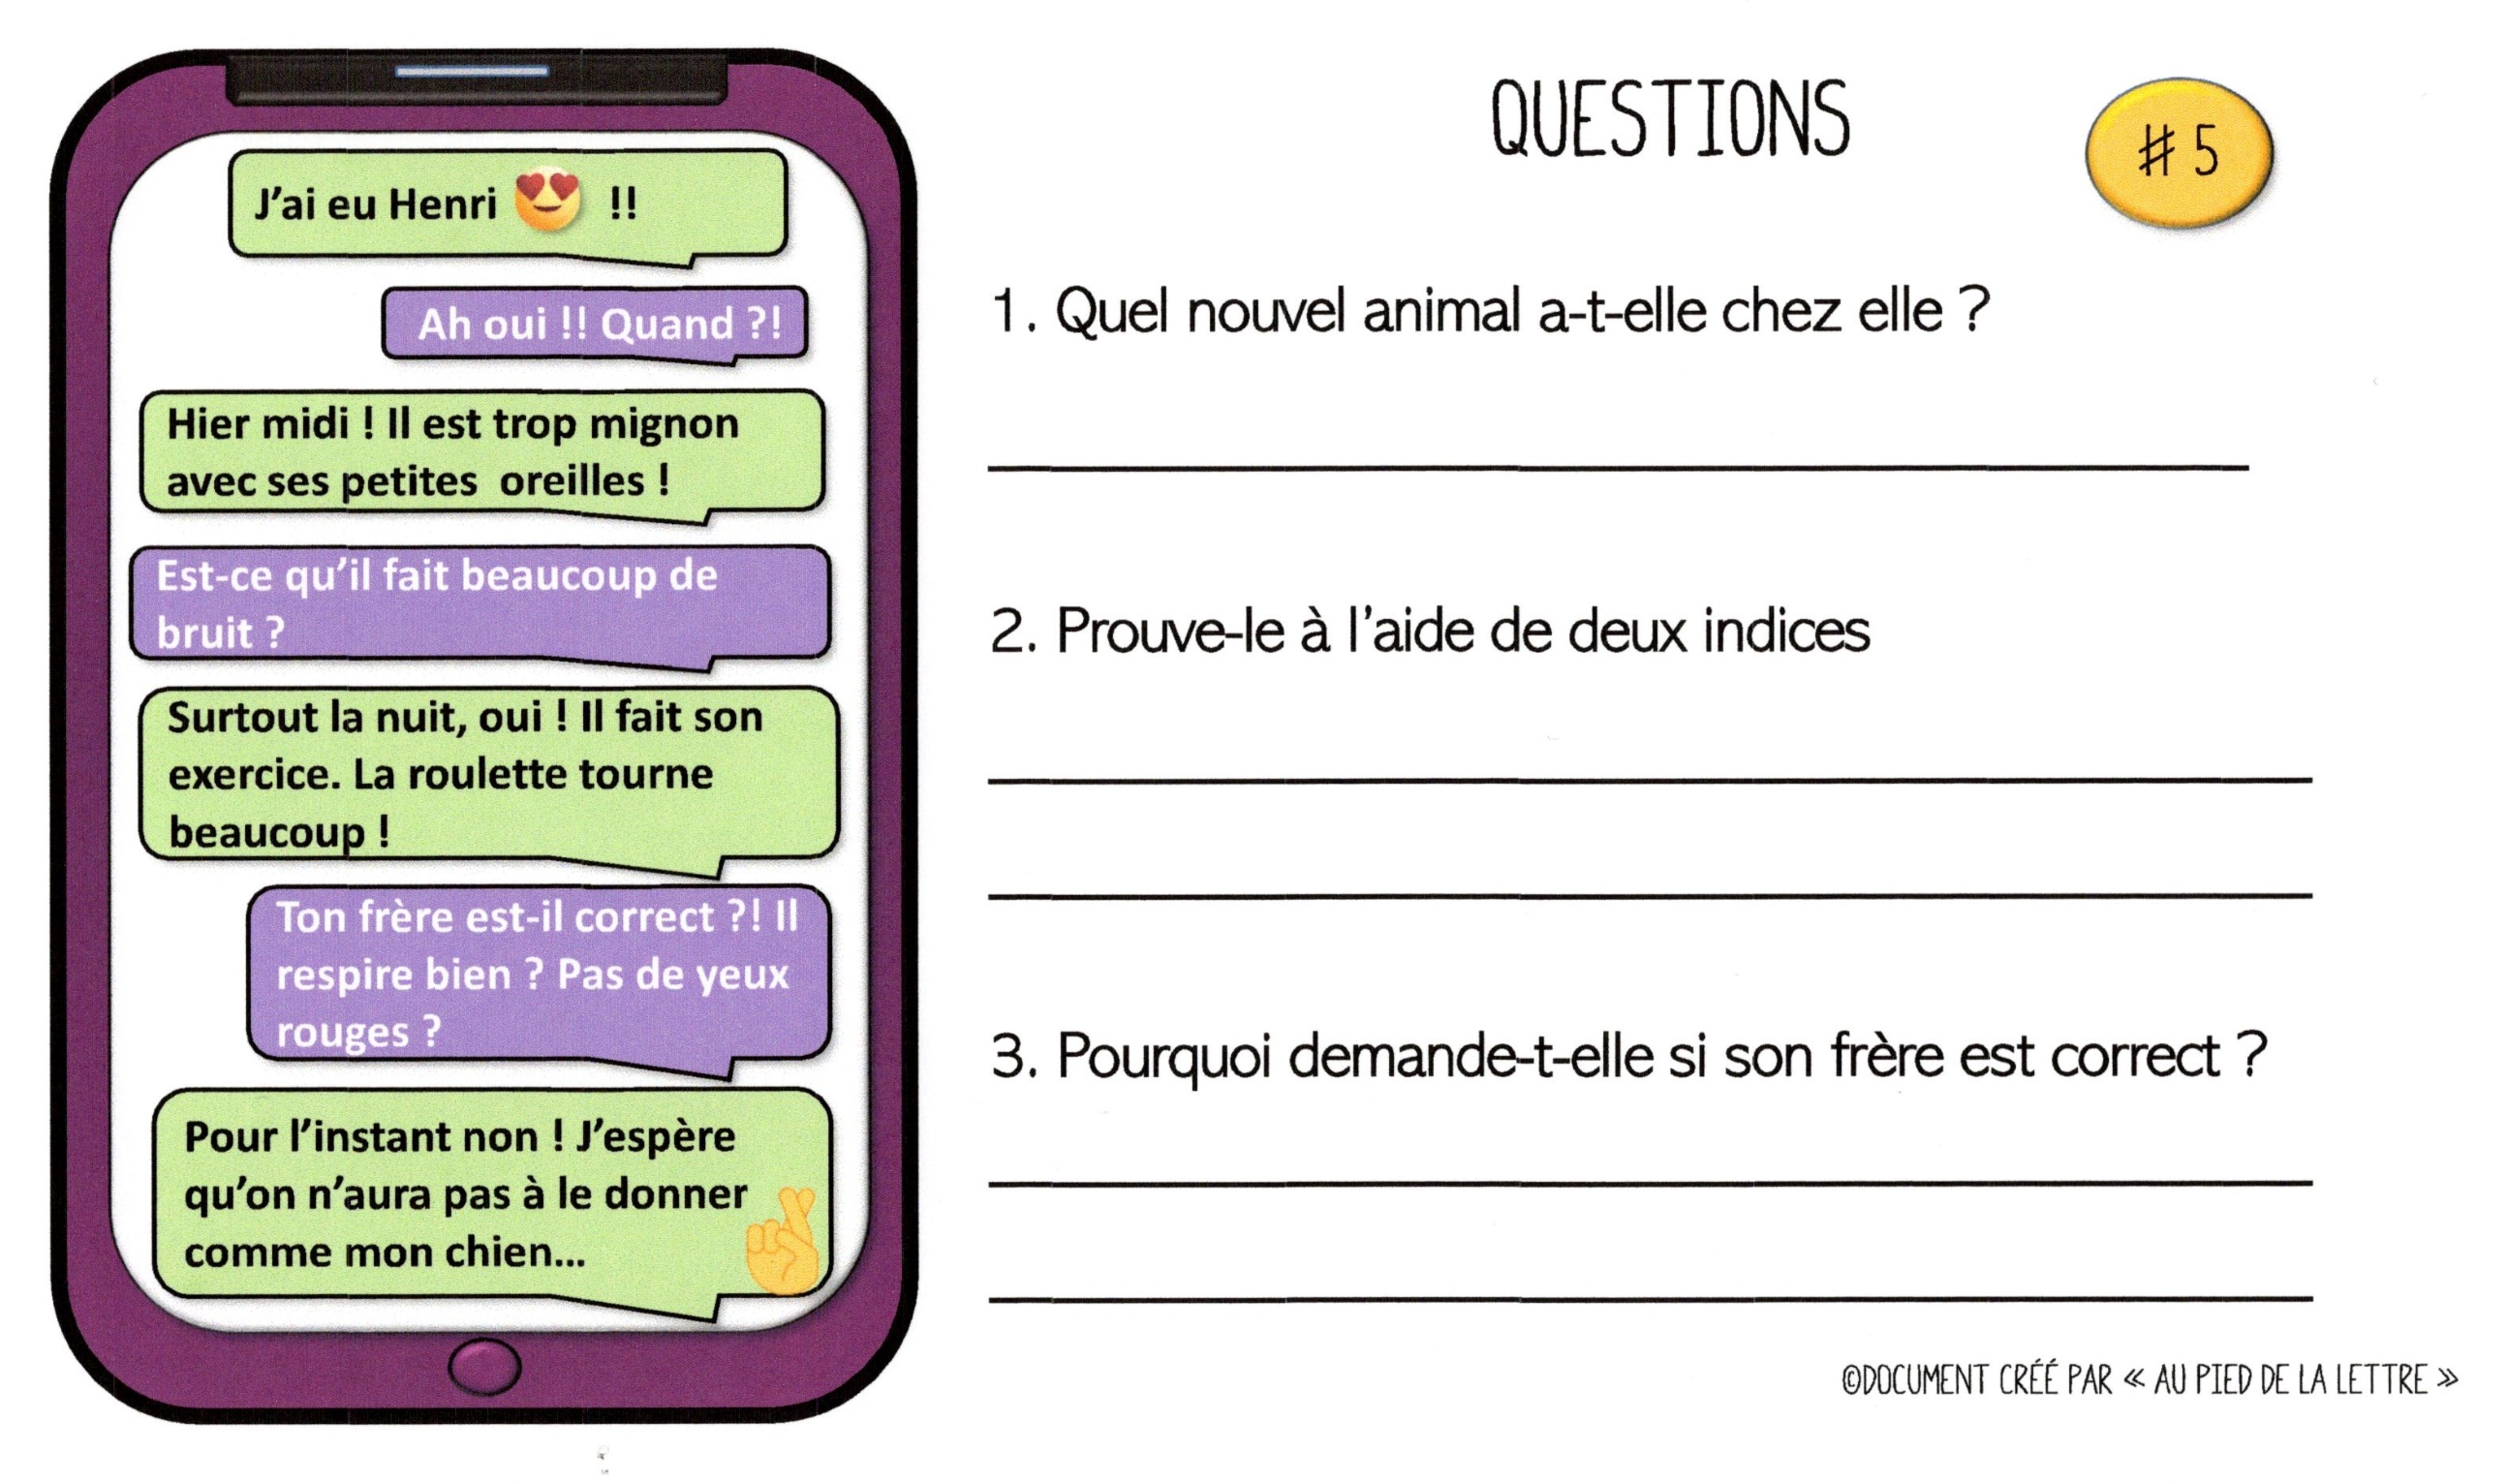 J’ai eu Henri 😍 !!
Ah oui !! Quand ?!
Hier midi ! Il est trop mignon
avec ses petites oreilles !
Est-ce qu’il fait beaucoup de
bruit ?
Surtout la nuit, oui ! Il fait son
exercice. La roulette tourne
beaucoup !
Ton frère est-il correct ?! Il
respire bien ? Pas de yeux
rouges ?
Pour l’instant non ! J’espère
qu’on n’aura pas à le donner
comme mon chien... 🤞
QUESTIONS
# 5
1. Quel nouvel animal a-t-elle chez elle ?
2. Prouve-le à l’aide de deux indices
3. Pourquoi demande-t-elle si son frère est correct ?
©DOCUMENT CRÉÉ PAR « AU PIED DE LA LETTRE »